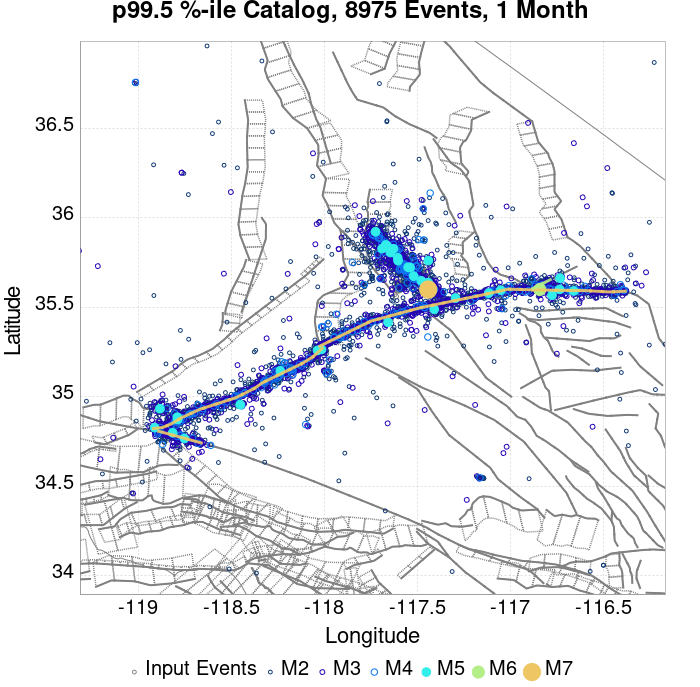 p99.5 %-ile Catalog, 8975 Events, 1 Month
36.5
36
35.5
35
34.5
34
Latitude
-119 -118.5 -118 -117.5 -117 -116.5
Longitude
Input Events M2 M3 M4 M5 M6 M7